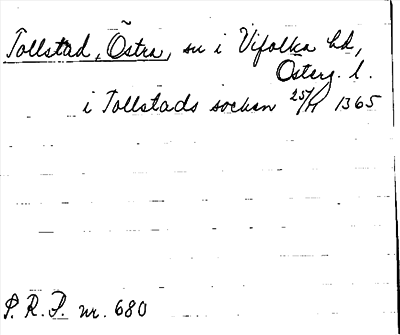 Tollstad, Östra, sn i Vifolka hd,
Österg. l.
i Tollstads socken 25/11 1365
S. R. P. nr. 680